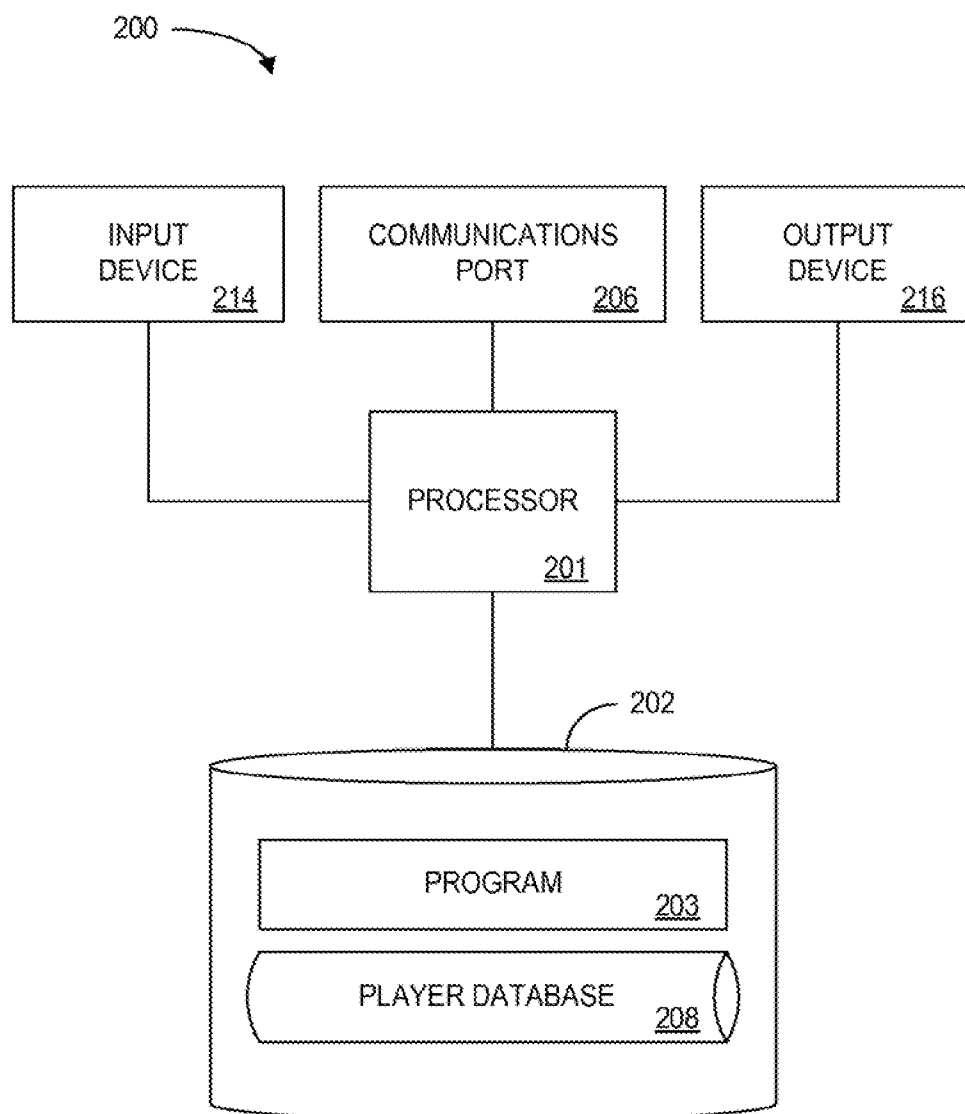 200
INPUT
DEVICE
214
COMMUNICATIONS
PORT
206
OUTPUT
DEVICE
216
PROCESSOR
201
202
PROGRAM
203
PLAYER DATABASE
208